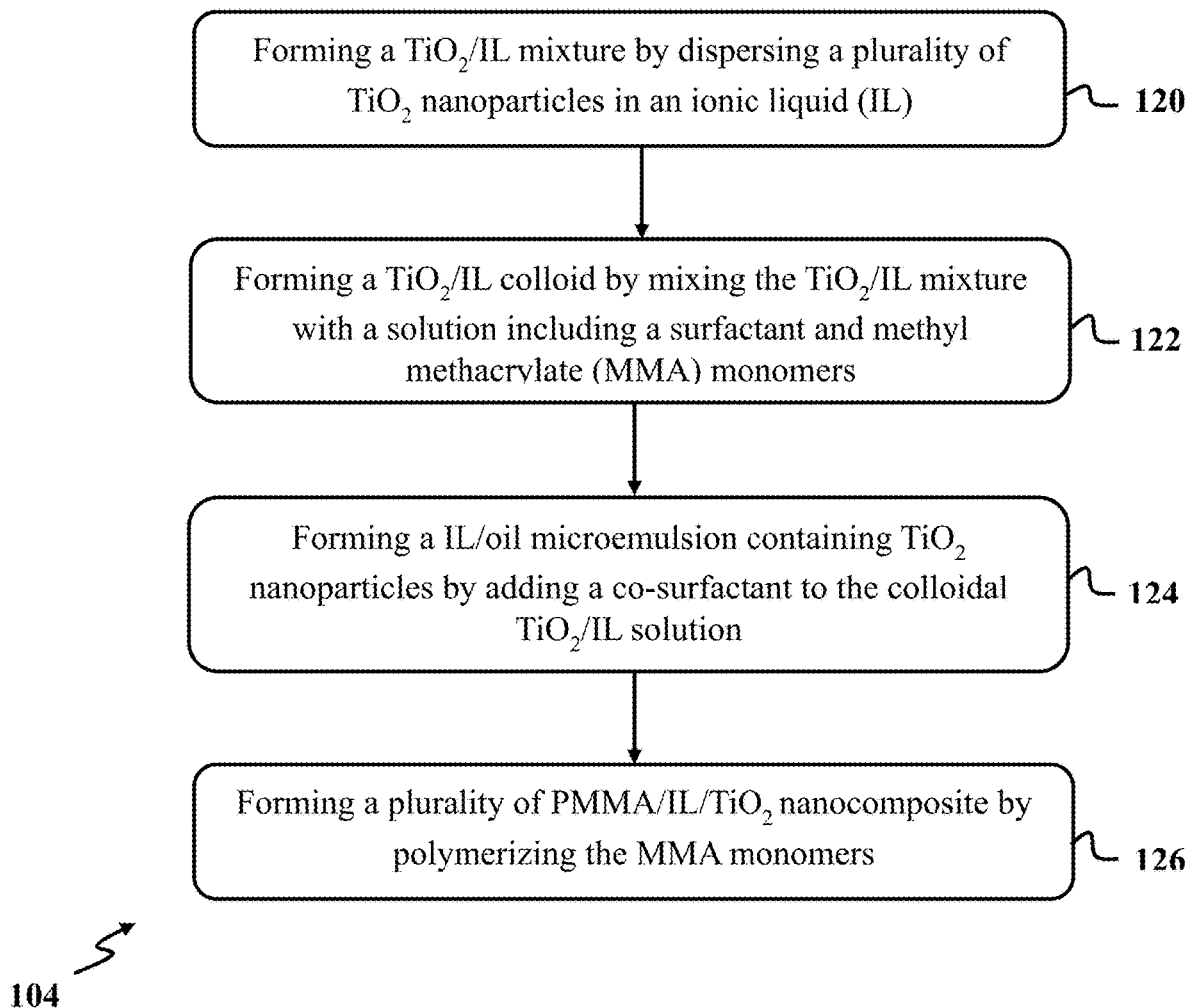 Forming a TiO₂/IL mixture by dispersing a plurality of
TiO₂ nanoparticles in an ionic liquid (IL)
120
Forming a TiO₂/IL colloid by mixing the TiO₂/IL mixture
with a solution including a surfactant and methyl
methacrylate (MMA) monomers
122
Forming a IL/oil microemulsion containing TiO₂
nanoparticles by adding a co-surfactant to the colloidal
TiO₂/IL solution
124
Forming a plurality of PMMA/IL/TiO₂ nanocomposite by
polymerizing the MMA monomers
126
104